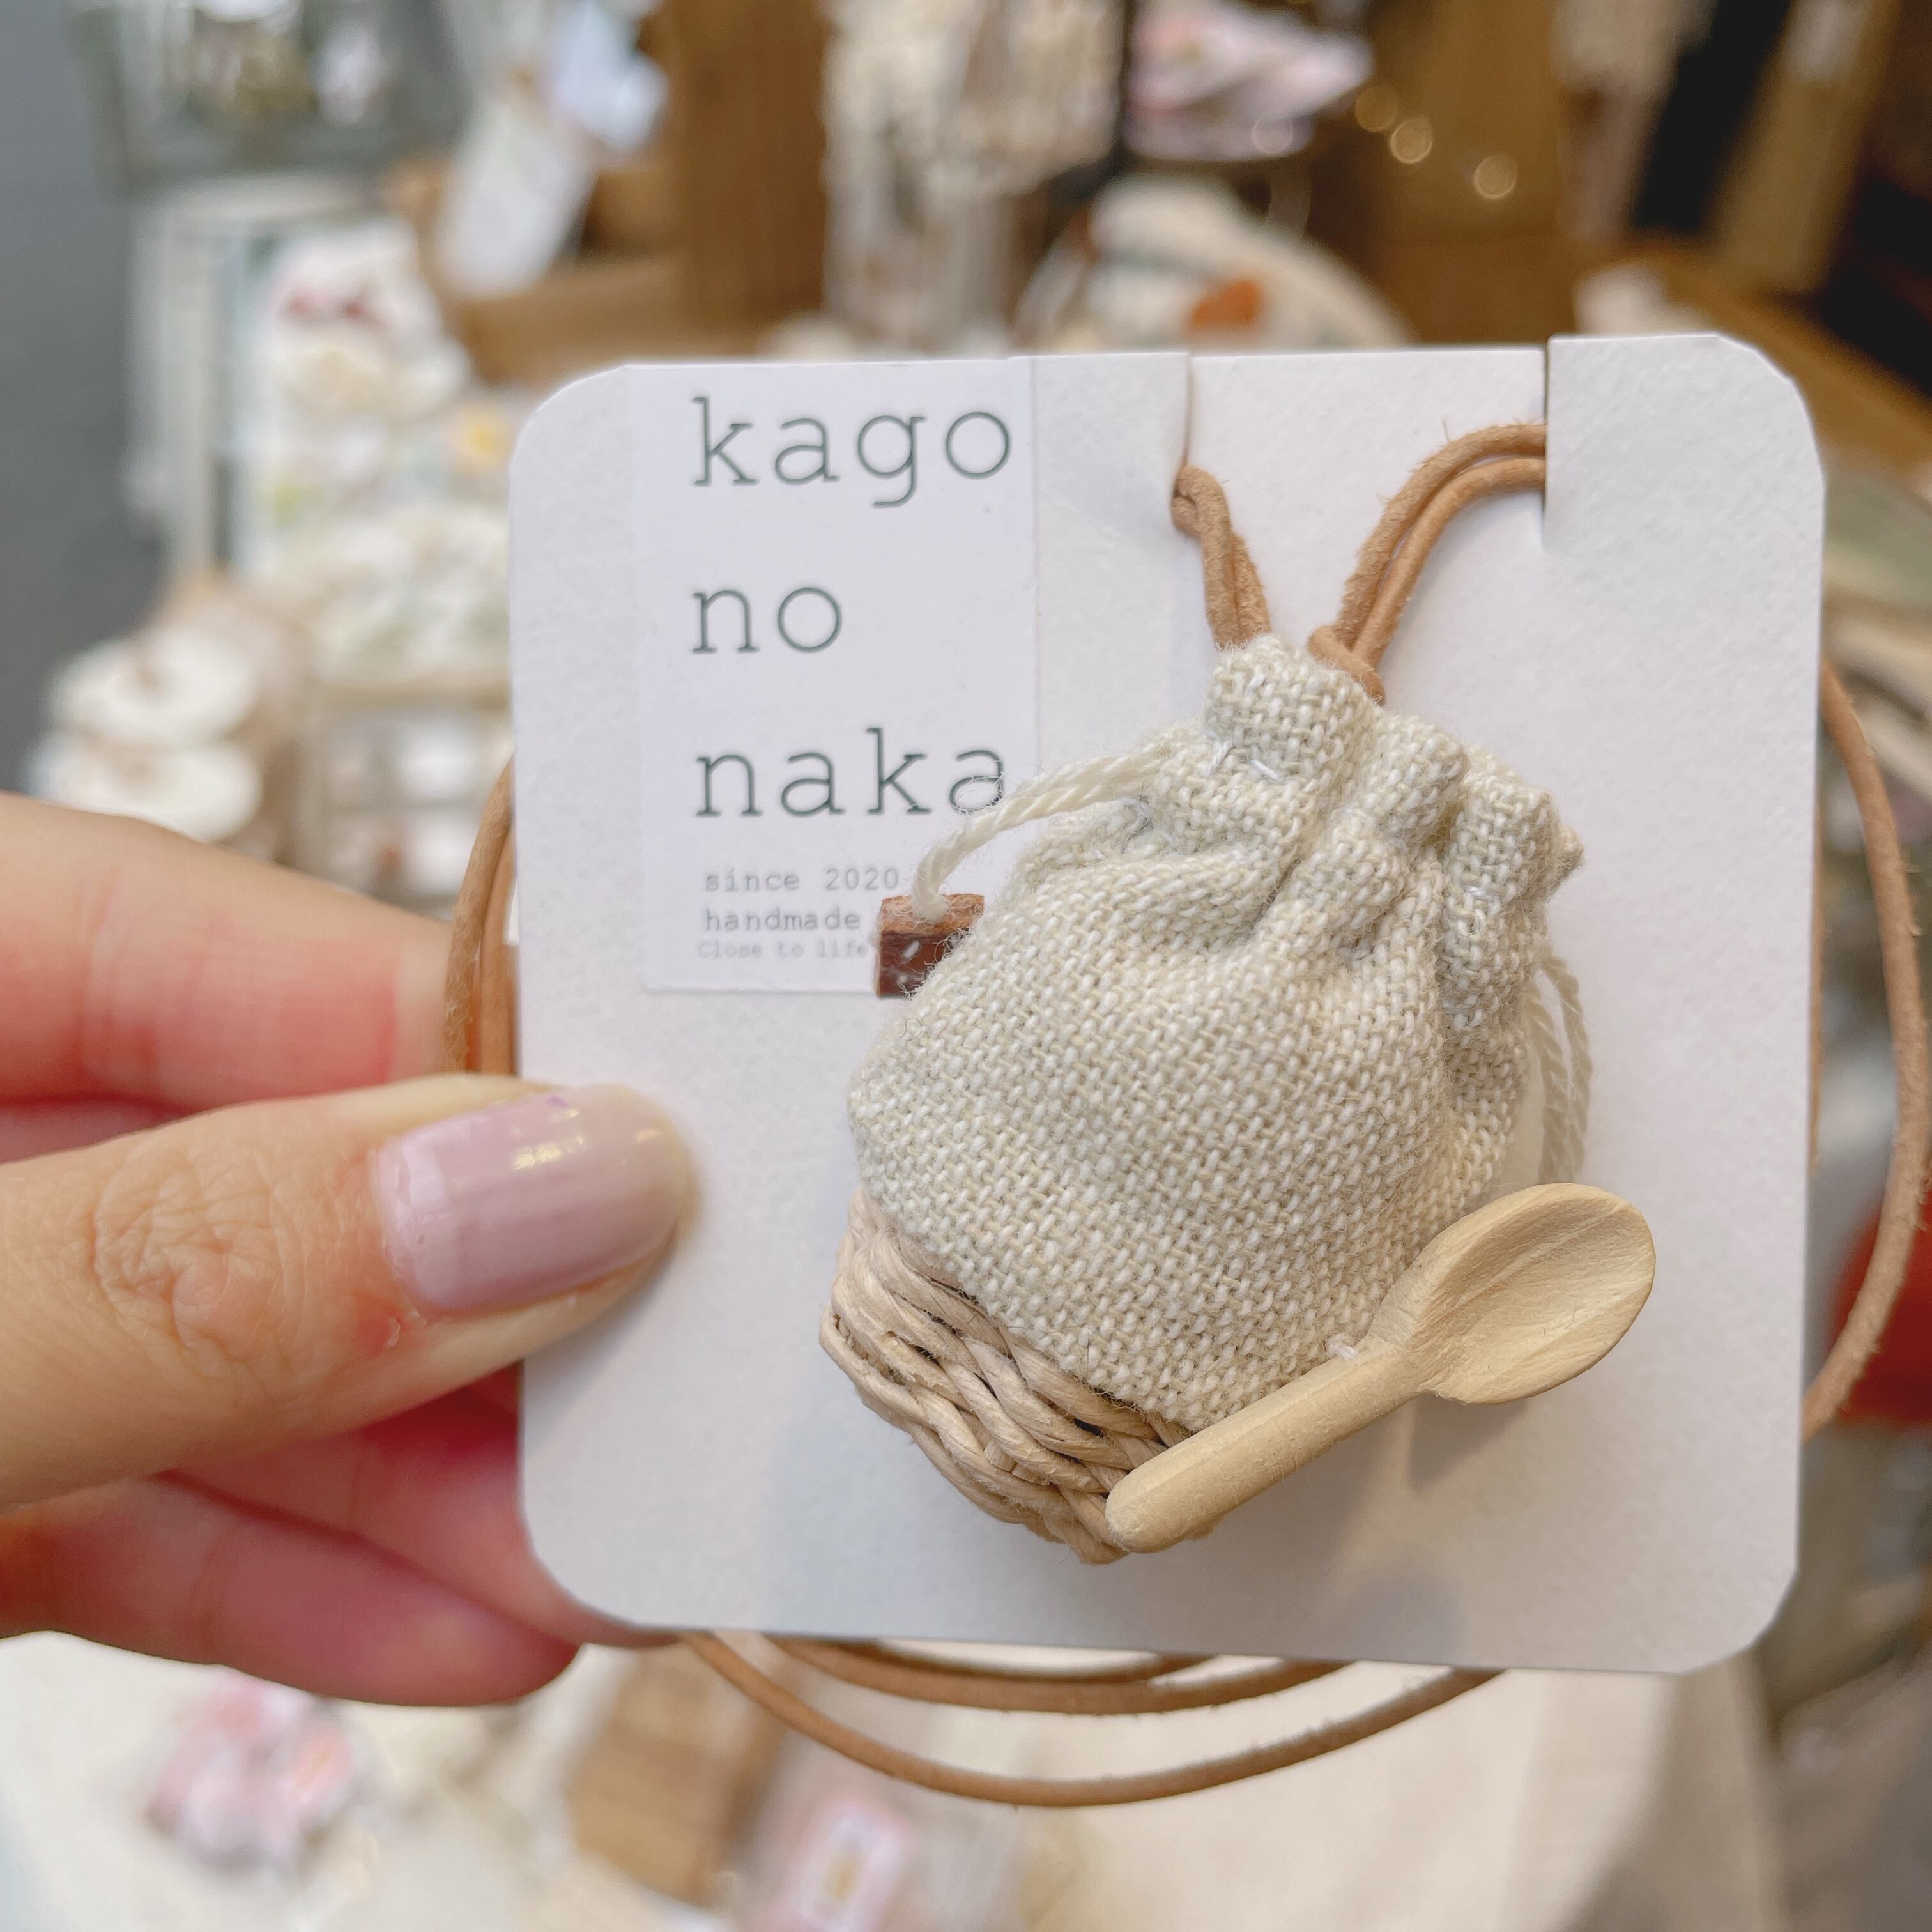 kago
no
naka
since 2020
handmade
Close to life